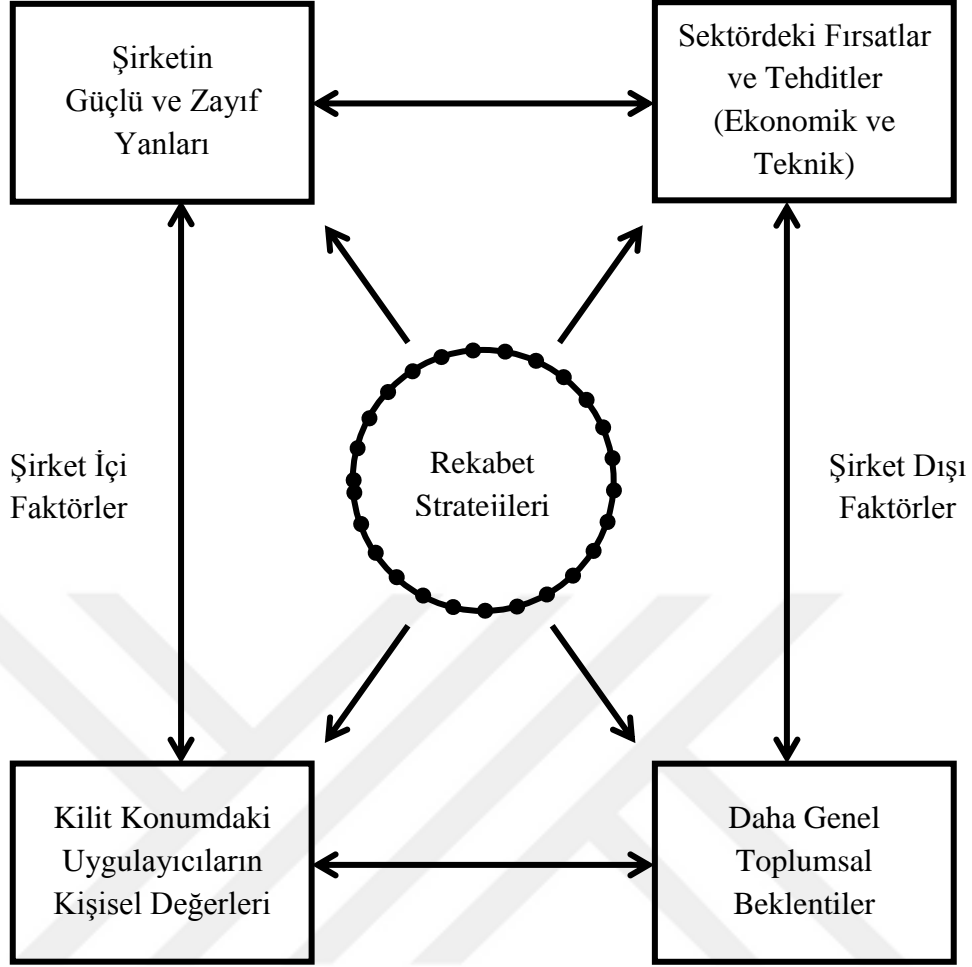 Şirketin
Güçlü ve Zayıf
Yanları
Sektördeki Fırsatlar
ve Tehditler
(Ekonomik ve
Teknik)
Şirket İçi
Faktörler
Rekabet
Stratejileri
Şirket Dışı
Faktörler
Kilit Konumdaki
Uygulayıcıların
Kişisel Değerleri
Daha Genel
Toplumsal
Beklentiler